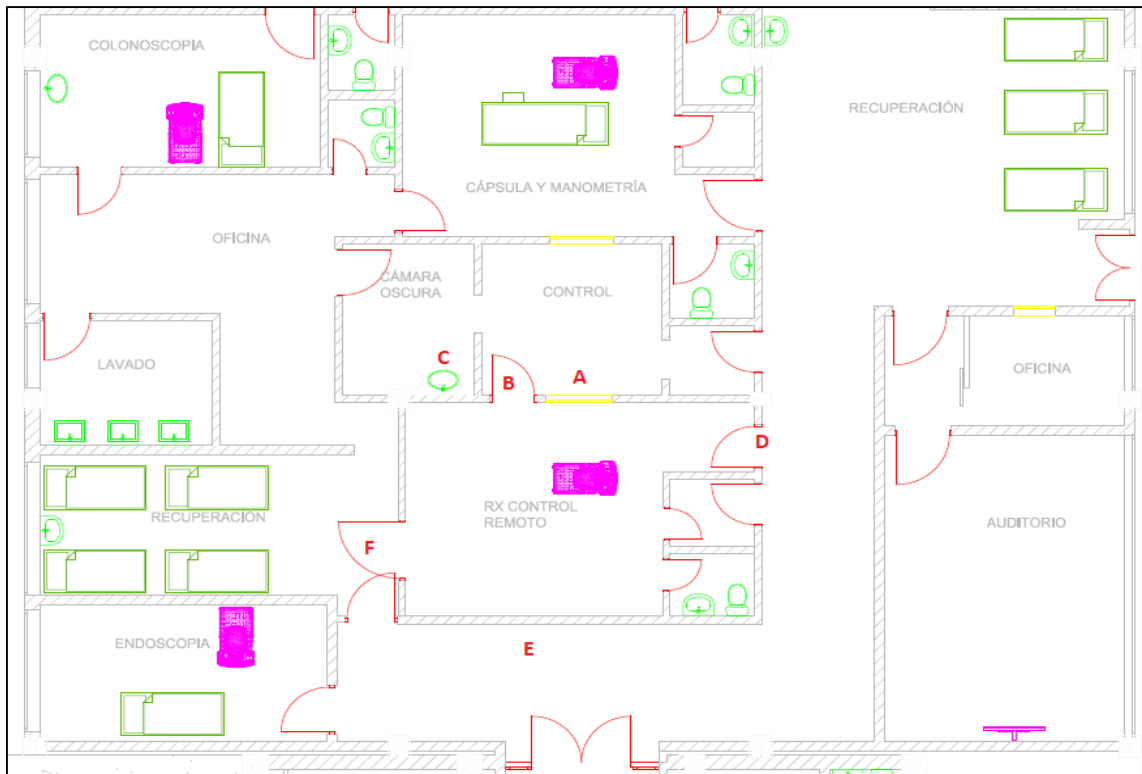 COLONOSCOPIA
RECUPERACIÓN
CÁPSULA Y MANOMETRÍA
OFICINA
CÁMARA
OSCURA
CONTROL
LAVADO
C
B
A
OFICINA
D
RX CONTROL
REMOTO
RECUPERACIÓN
AUDITORIO
F
ENDOSCOPIA
E